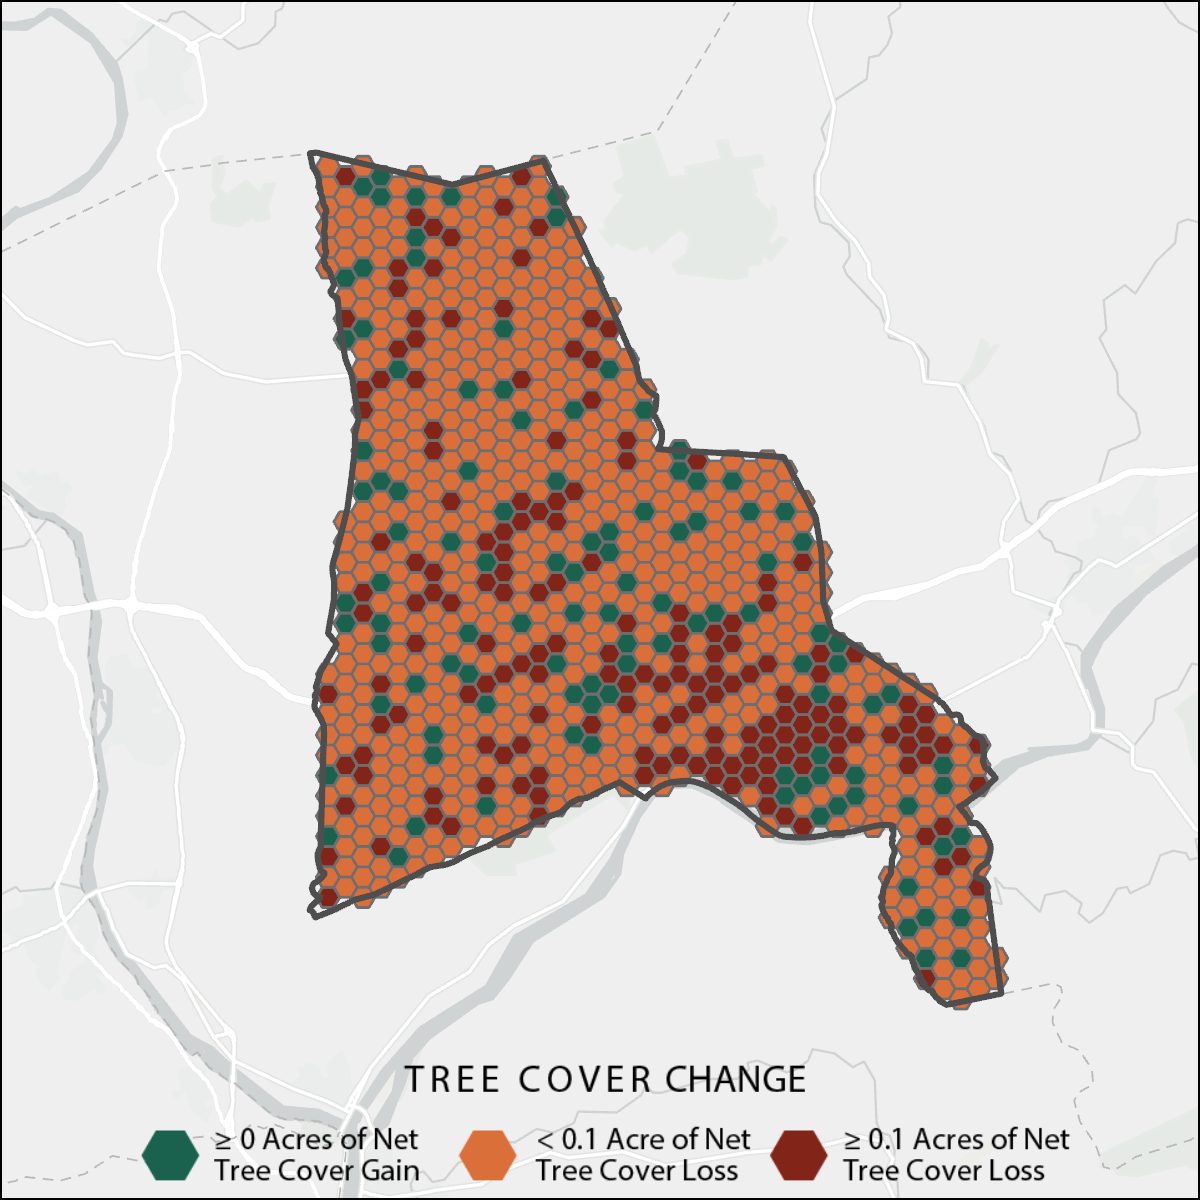 TREE COVER CHANGE
≥ 0 Acres of Net
Tree Cover Gain
< 0.1 Acre of Net
Tree Cover Loss
≥ 0.1 Acres of Net
Tree Cover Loss